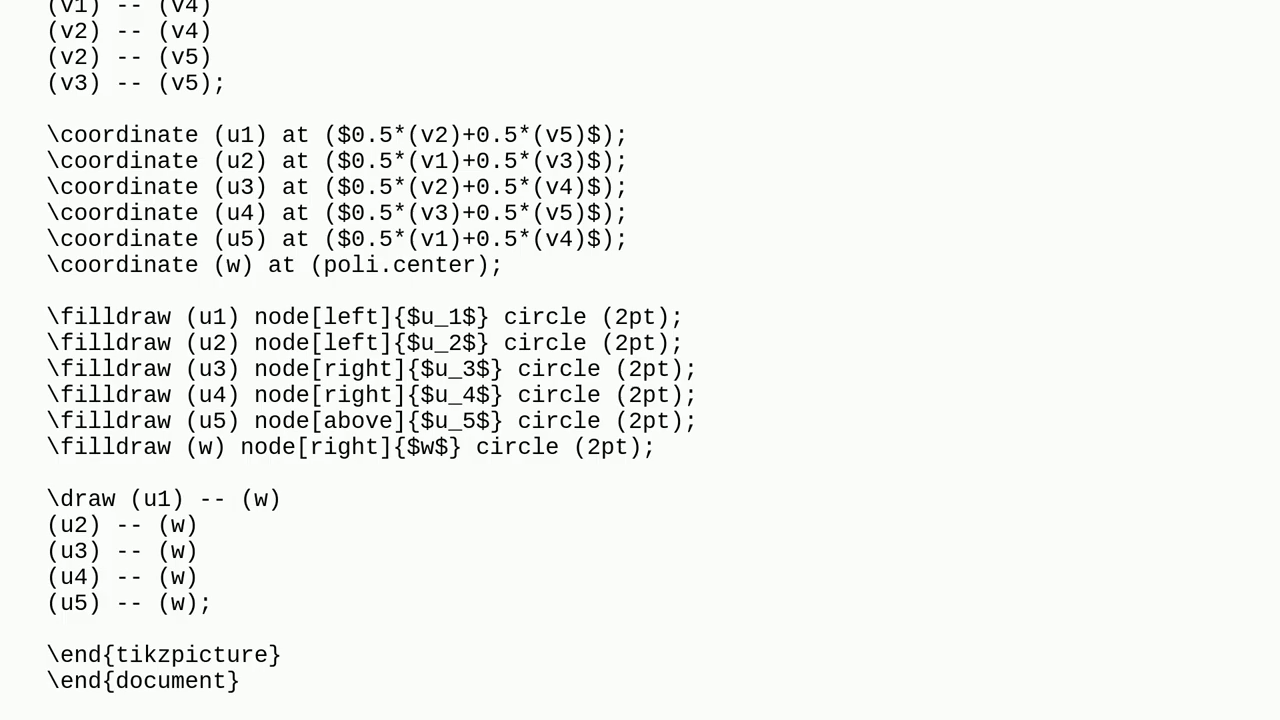 (v1) -- (v4)
(v2) -- (v4)
(v2) -- (v5)
(v3) -- (v5);
\coordinate (u1) at ($0.5*(v2)+0.5*(v5)$);
\coordinate (u2) at ($0.5*(v1)+0.5*(v3)$);
\coordinate (u3) at ($0.5*(v2)+0.5*(v4)$);
\coordinate (u4) at ($0.5*(v3)+0.5*(v5)$);
\coordinate (u5) at ($0.5*(v1)+0.5*(v4)$);
\coordinate (w) at (poli.center);
\filldraw (u1) node[left]{$u_1$} circle (2pt);
\filldraw (u2) node[left]{$u_2$} circle (2pt);
\filldraw (u3) node[right]{$u_3$} circle (2pt);
\filldraw (u4) node[right]{$u_4$} circle (2pt);
\filldraw (u5) node[above]{$u_5$} circle (2pt);
\filldraw (w) node[right]{$w$} circle (2pt);
\draw (u1) -- (w)
(u2) -- (w)
(u3) -- (w)
(u4) -- (w)
(u5) -- (w);
\end{tikzpicture}
\end{document}